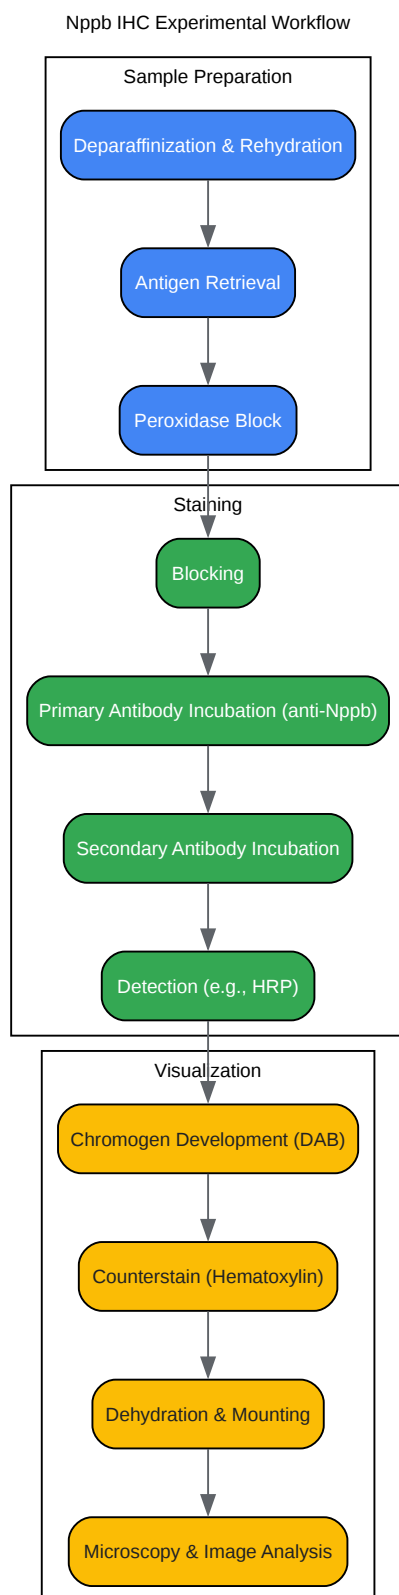 Nppb IHC Experimental Workflow
Sample Preparation
Deparaffinization & Rehydration
Antigen Retrieval
Peroxidase Block
Staining
Blocking
Primary Antibody Incubation (anti-Nppb)
Secondary Antibody Incubation
Detection (e.g., HRP)
Visualization
Chromogen Development (DAB)
Counterstain (Hematoxylin)
Dehydration & Mounting
Microscopy & Image Analysis